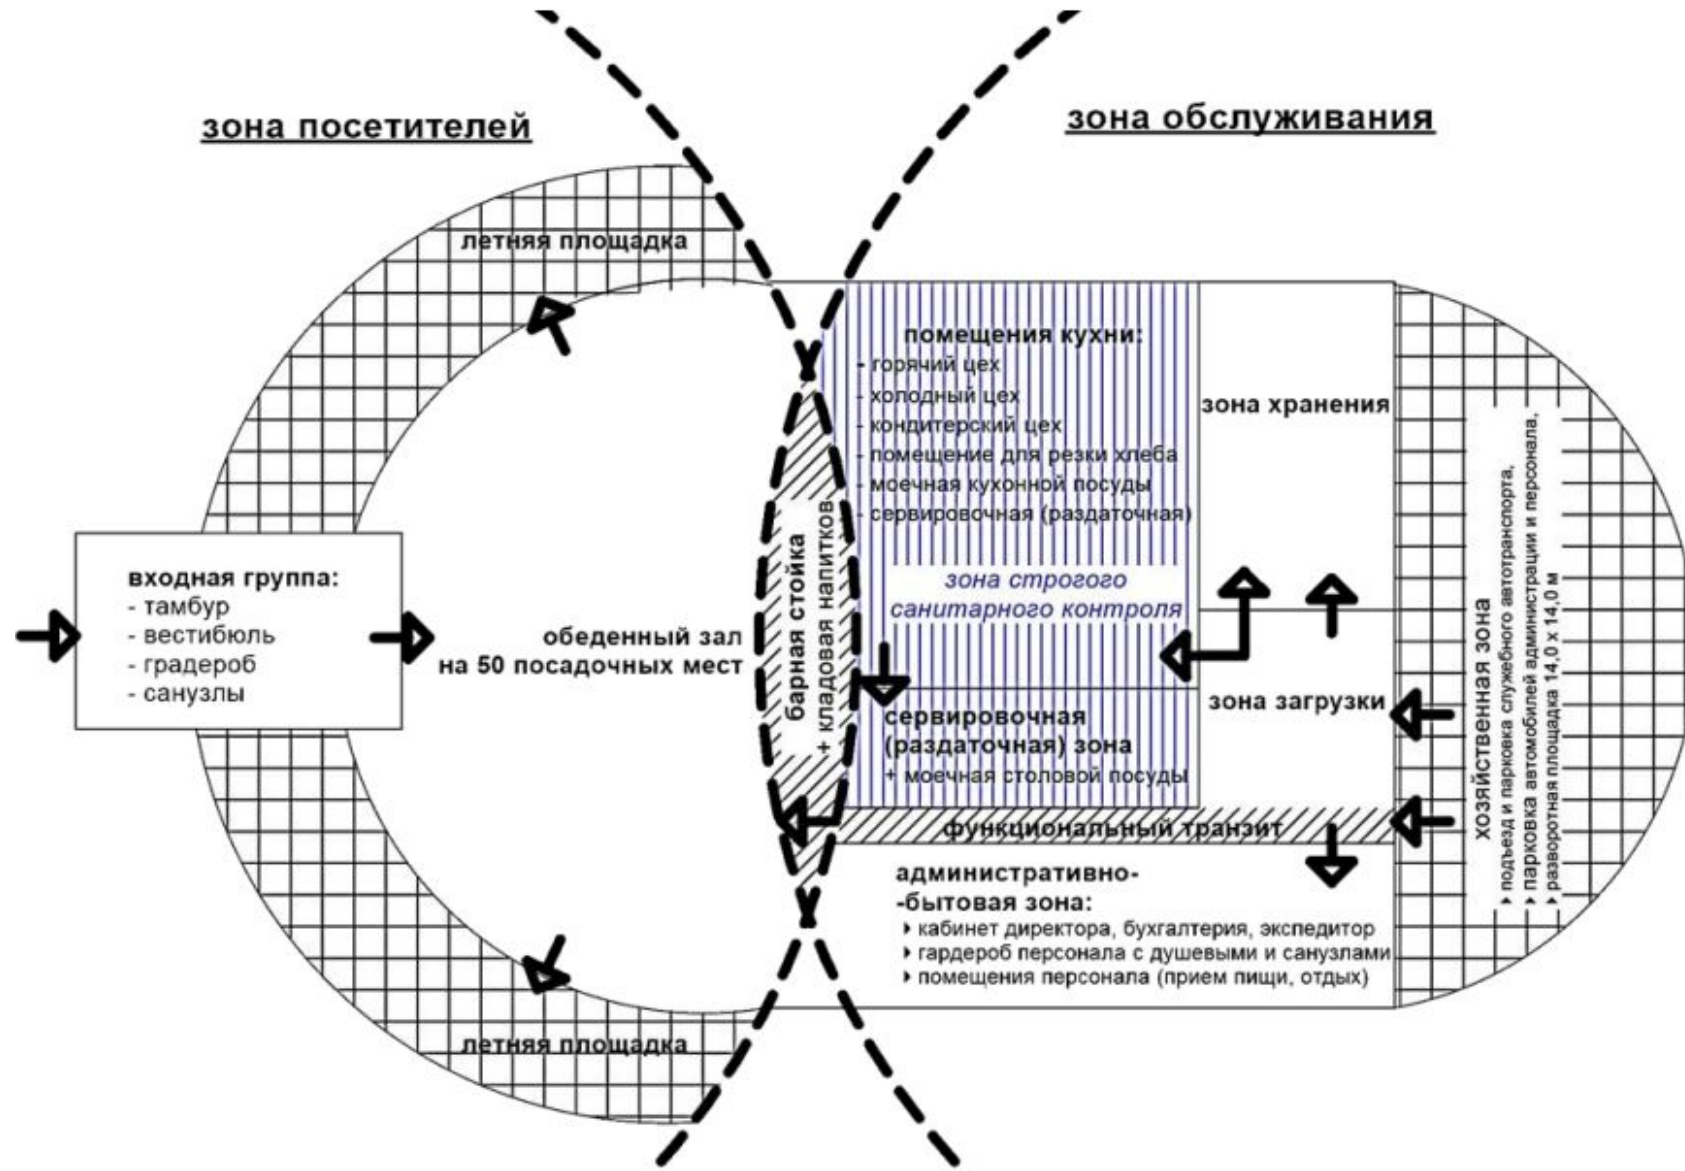 зона посетителей
зона обслуживания
летняя площадка
входная группа:
- тамбур
- вестибюль
- градероб
- санузлы
обеденный зал
на 50 посадочных мест
барная стойка
+ кладовая напитков
помещения кухни:
- горячий цех
- холодный цех
- кондитерский цех
- помещение для резки хлеба
- моечная кухонной посуды
- сервировочная (раздаточная)
зона строгого
санитарного контроля
сервировочная
(раздаточная) зона
+ моечная столовой посуды
зона хранения
зона загрузки
функциональный транзит
административно-
-бытовая зона:
кабинет директора, бухгалтерия, экспедитор
гардероб персонала с душевыми и санузлами
помещения персонала (прием пищи, отдых)
хозяйственная зона
подъезд и парковка служебного автотранспорта,
парковка автомобилей администрации и персонала,
разворотная площадка 14,0 х 14,0 м
летняя площадка